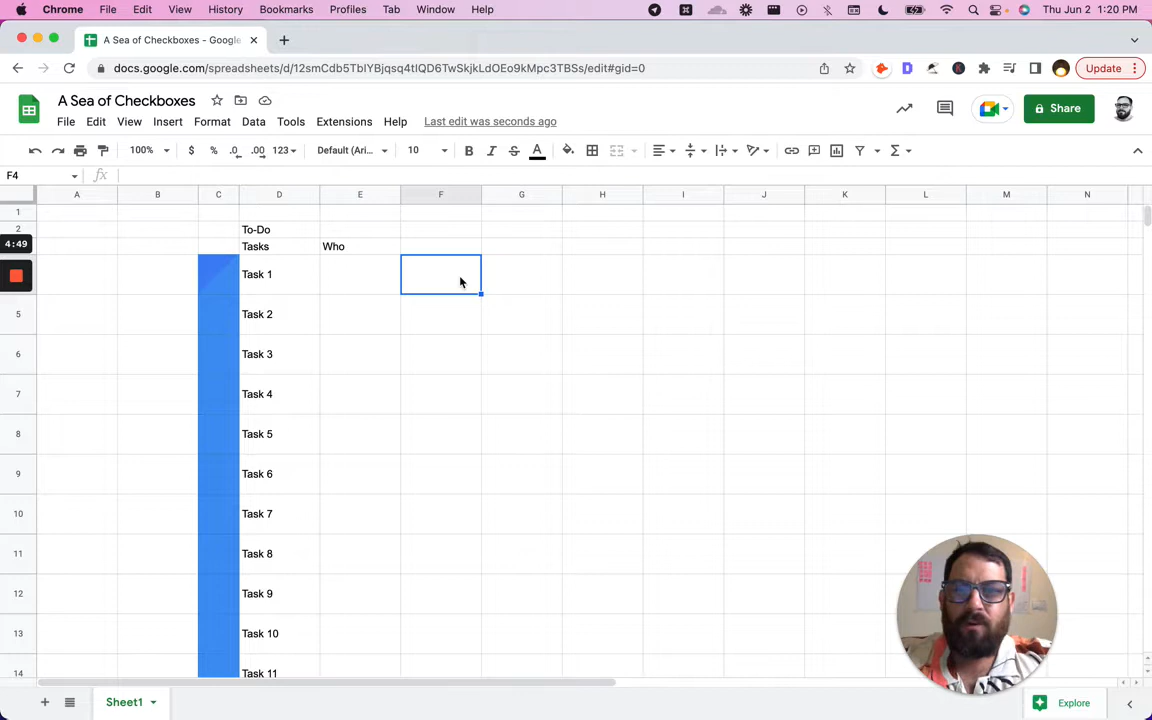 Chrome File Edit View History Bookmarks Profiles Tab Window Help Thu Jun 2 1:20 PM
A Sea of Checkboxes - Google
docs.google.com/spreadsheets/d/12smCdb5TbIYBjqsq4tIQD6TwSkjkLdOEo9kMpc3TBSs/edit#gid=0 Update
A Sea of Checkboxes
Share
File Edit View Insert Format Data Tools Extensions Help Last edit was seconds ago
100% $ % .0 .00 123 Default (Ari... 10 B I S A
F4 fx
A B C D E F G H I J K L M N
1
2 To-Do
4:49 Tasks Who
Task 1
5 Task 2
6 Task 3
7 Task 4
8 Task 5
9 Task 6
10 Task 7
11 Task 8
12 Task 9
13 Task 10
14 Task 11
Sheet1 Explore